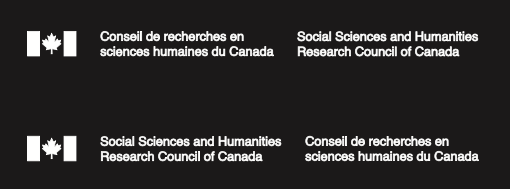 Conseil de recherches en
sciences humaines du Canada
Social Sciences and Humanities
Research Council of Canada
Social Sciences and Humanities
Research Council of Canada
Conseil de recherches en
sciences humaines du Canada